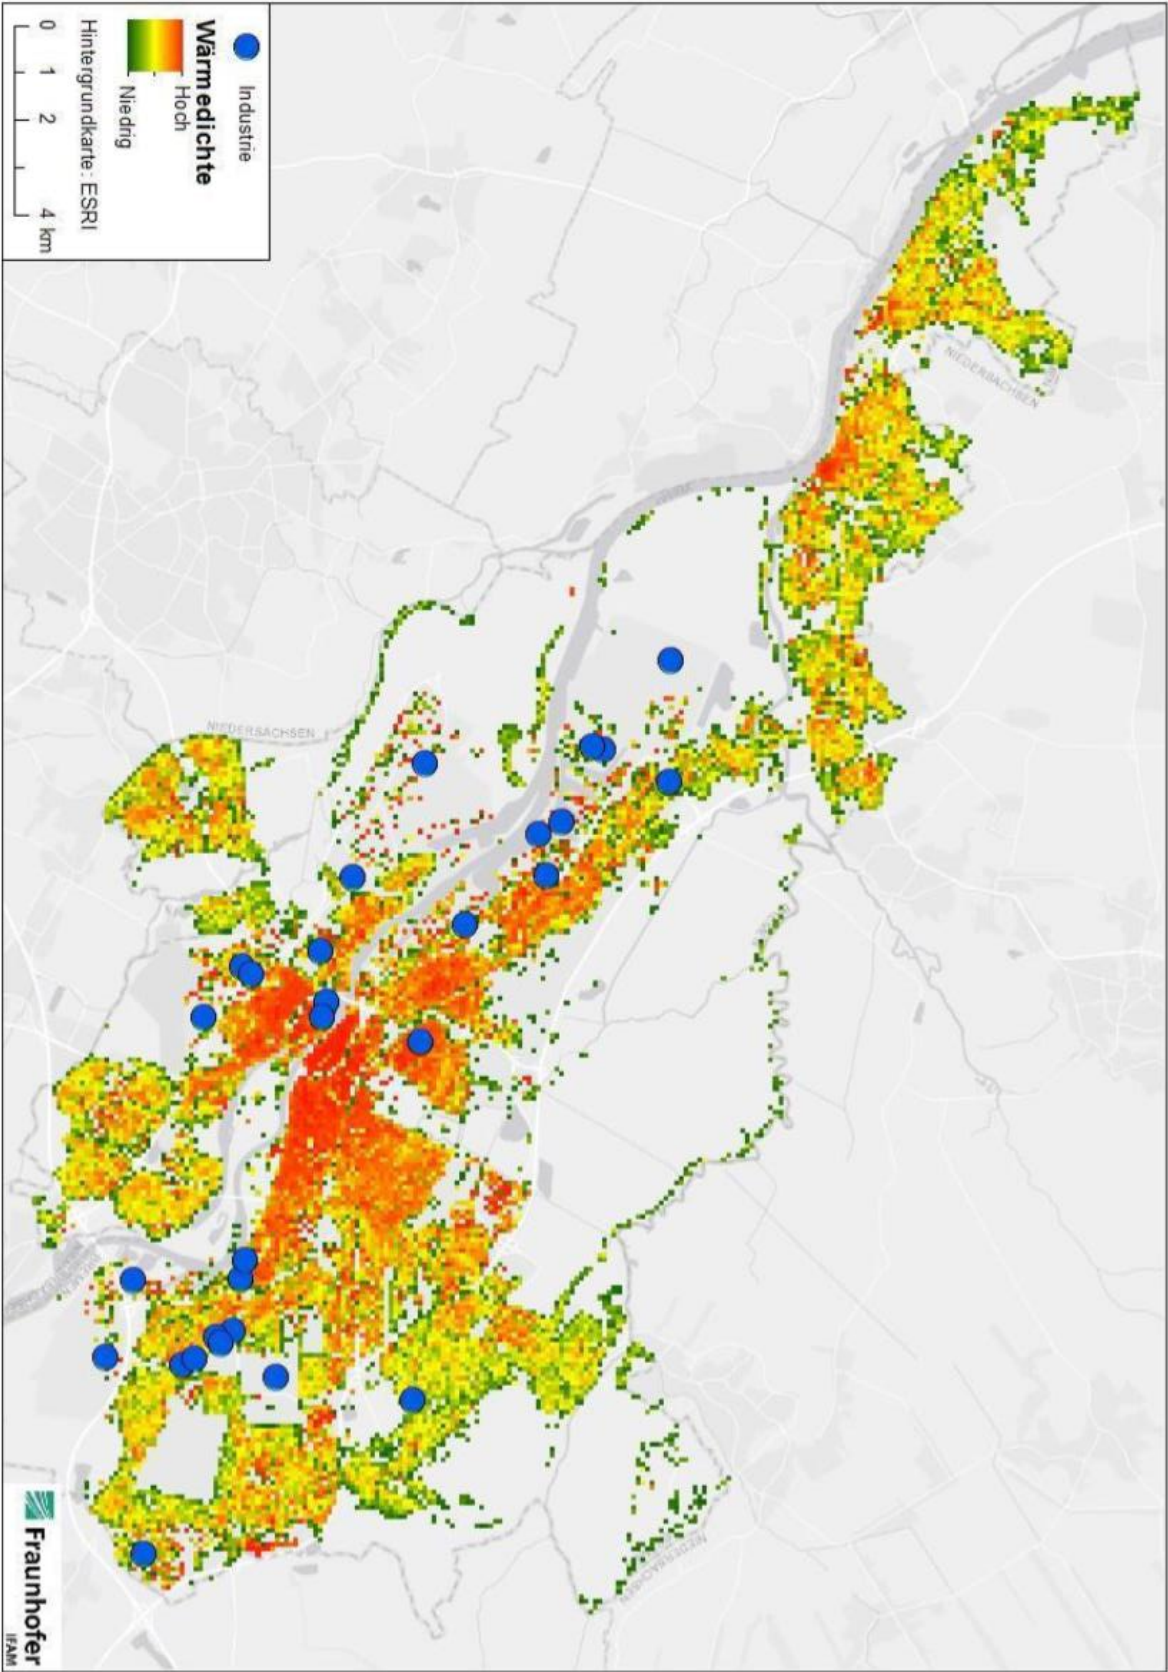 Industrie
Wärmedichte
Hoch
Niedrig
Hintergrundkarte: ESRI
0 1 2 4 km
NIEDERSACHSEN
NIEDERSACHSEN
Fraunhofer
IFAM